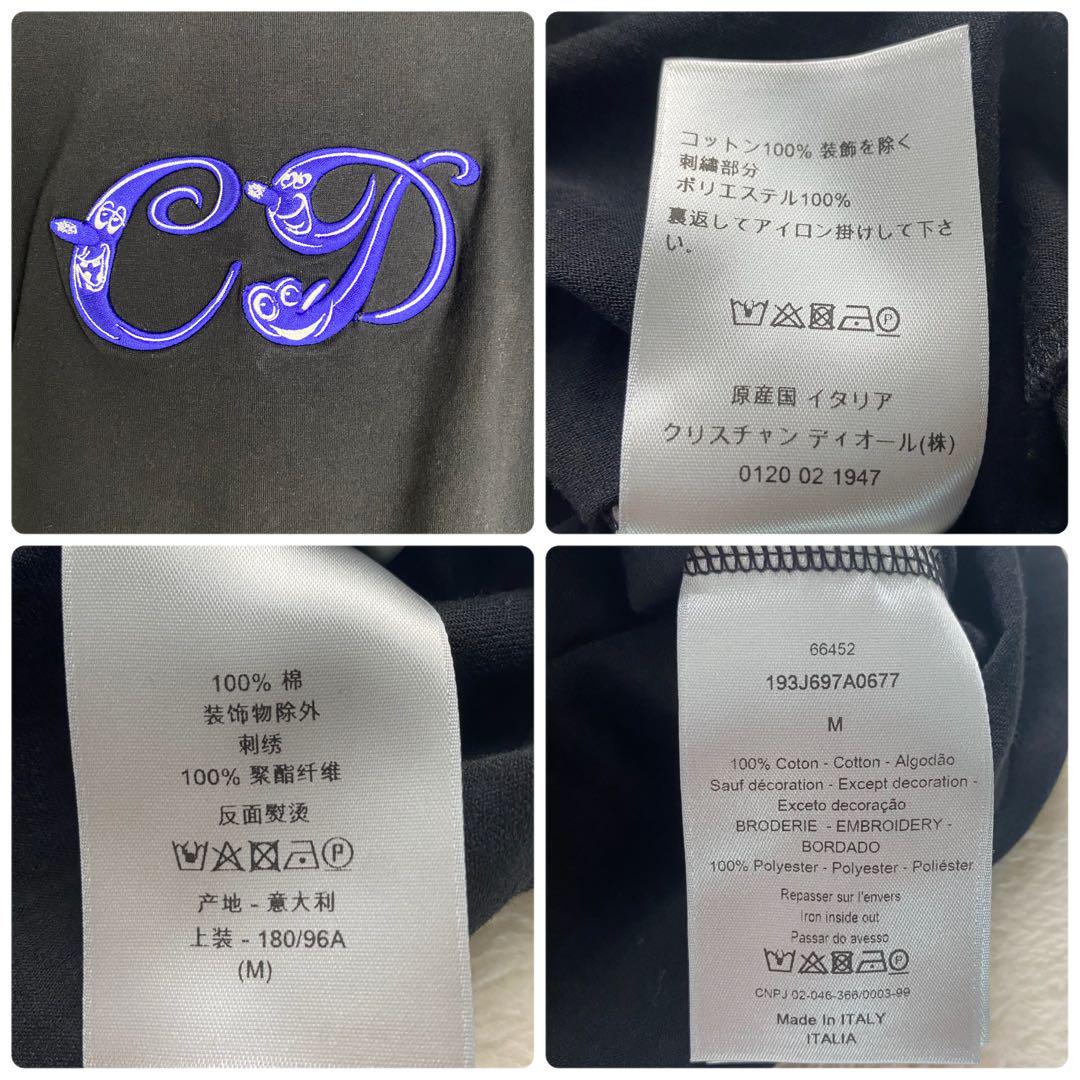 CD
コットン100% 装飾を除く
刺繍部分
ポリエステル100%
裏返してアイロン掛けして下さ
い。
原産国 イタリア
クリスチャン ディオール(株)
0120 02 1947
100% 棉
装饰物除外
刺绣
100% 聚酯纤维
反面熨烫
产地 - 意大利
上装 - 180/96A
(M)
66452
193J697A0677
M
100% Coton - Cotton - Algodão
Sauf décoration - Except decoration -
Exceto decoração
BRODERIE - EMBROIDERY -
BORDADO
100% Polyester - Polyester - Poliéster
Repasser sur l'envers
Iron inside out
Passar do avesso
CNPJ 02-046-366/0003-99
Made In ITALY
ITALIA